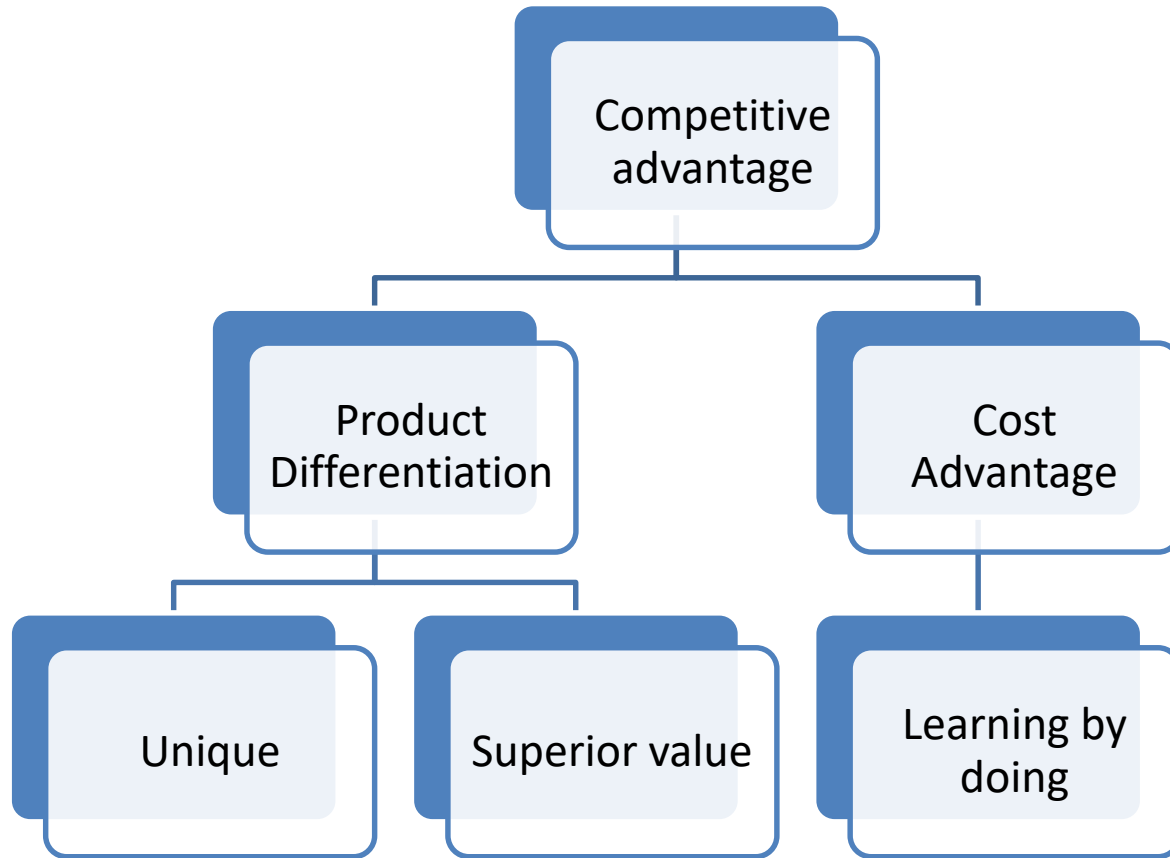 Competitive
advantage
Product
Differentiation
Cost
Advantage
Unique
Superior value
Learning by
doing